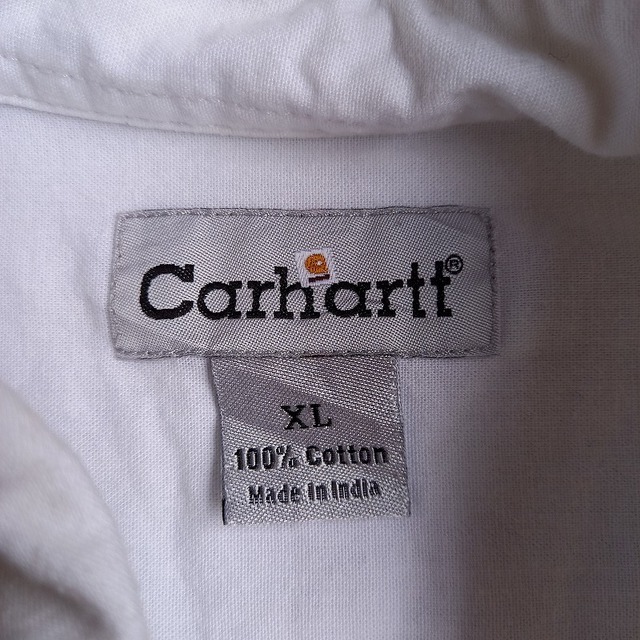 Carhartt®
XL
100% Cotton
Made In India